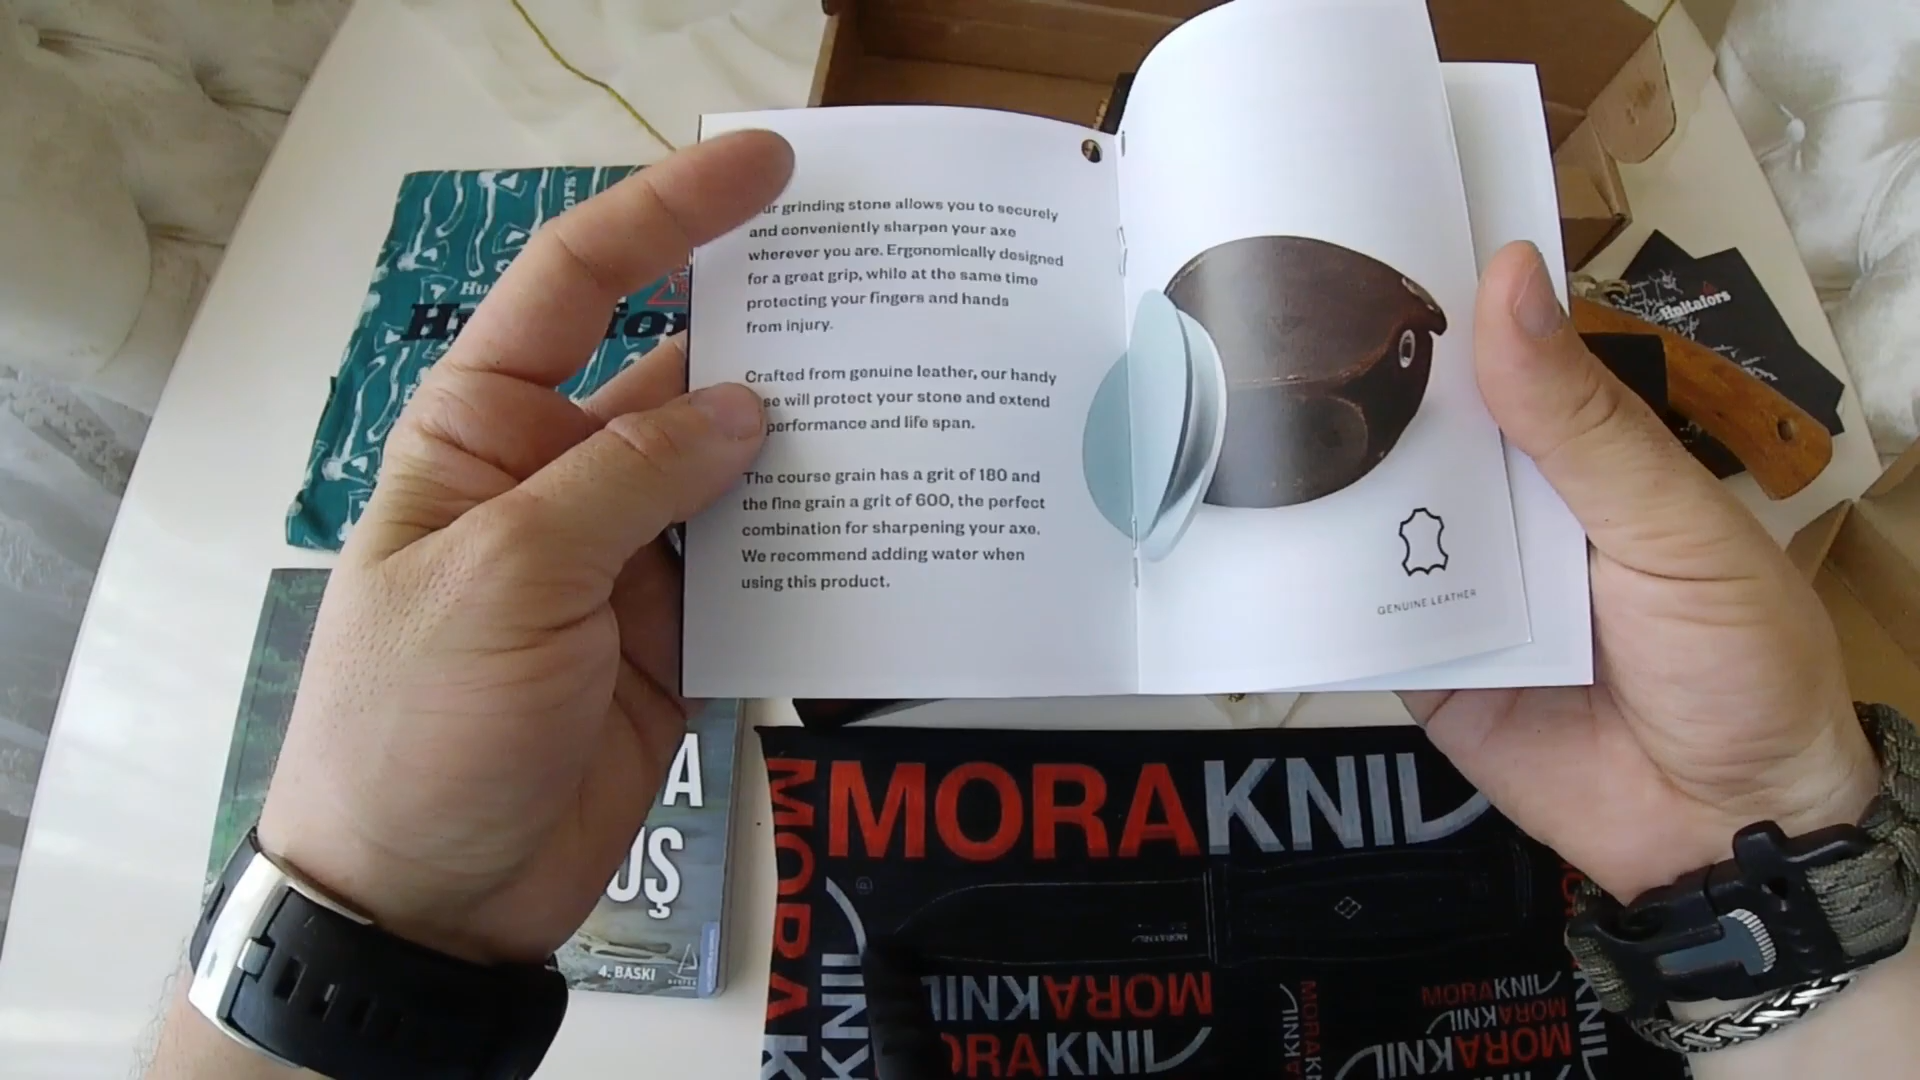 grinding stone allows you to securely
and conveniently sharpen your axe
wherever you are. Ergonomically designed
for a great grip, while at the same time
protecting your fingers and hands
from injury.
Crafted from genuine leather, our handy
will protect your stone and extend
performance and life span.
The course grain has a grit of 180 and
the fine grain a grit of 600, the perfect
combination for sharpening your axe.
We recommend adding water when
using this product.
GENUINE LEATHER
Hultafors
4. BASKI
MORAKNIV
MORAKNIV
MORAKNIV
MORAKNIV
MORAKNIV
MORAKNIV